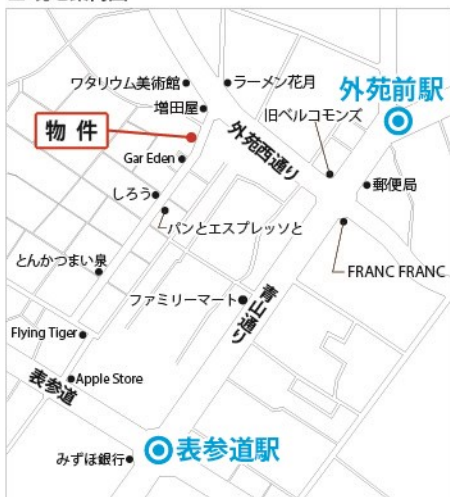 ワタリウム美術館
ラーメン花月
外苑前駅
増田屋
旧ベルコモンズ
物件
外苑西通り
Gar Eden
郵便局
しろう
パンとエスプレッソと
とんかつまい泉
FRANC FRANC
ファミリーマート
青山通り
Flying Tiger
Apple Store
表参道
表参道駅
みずほ銀行